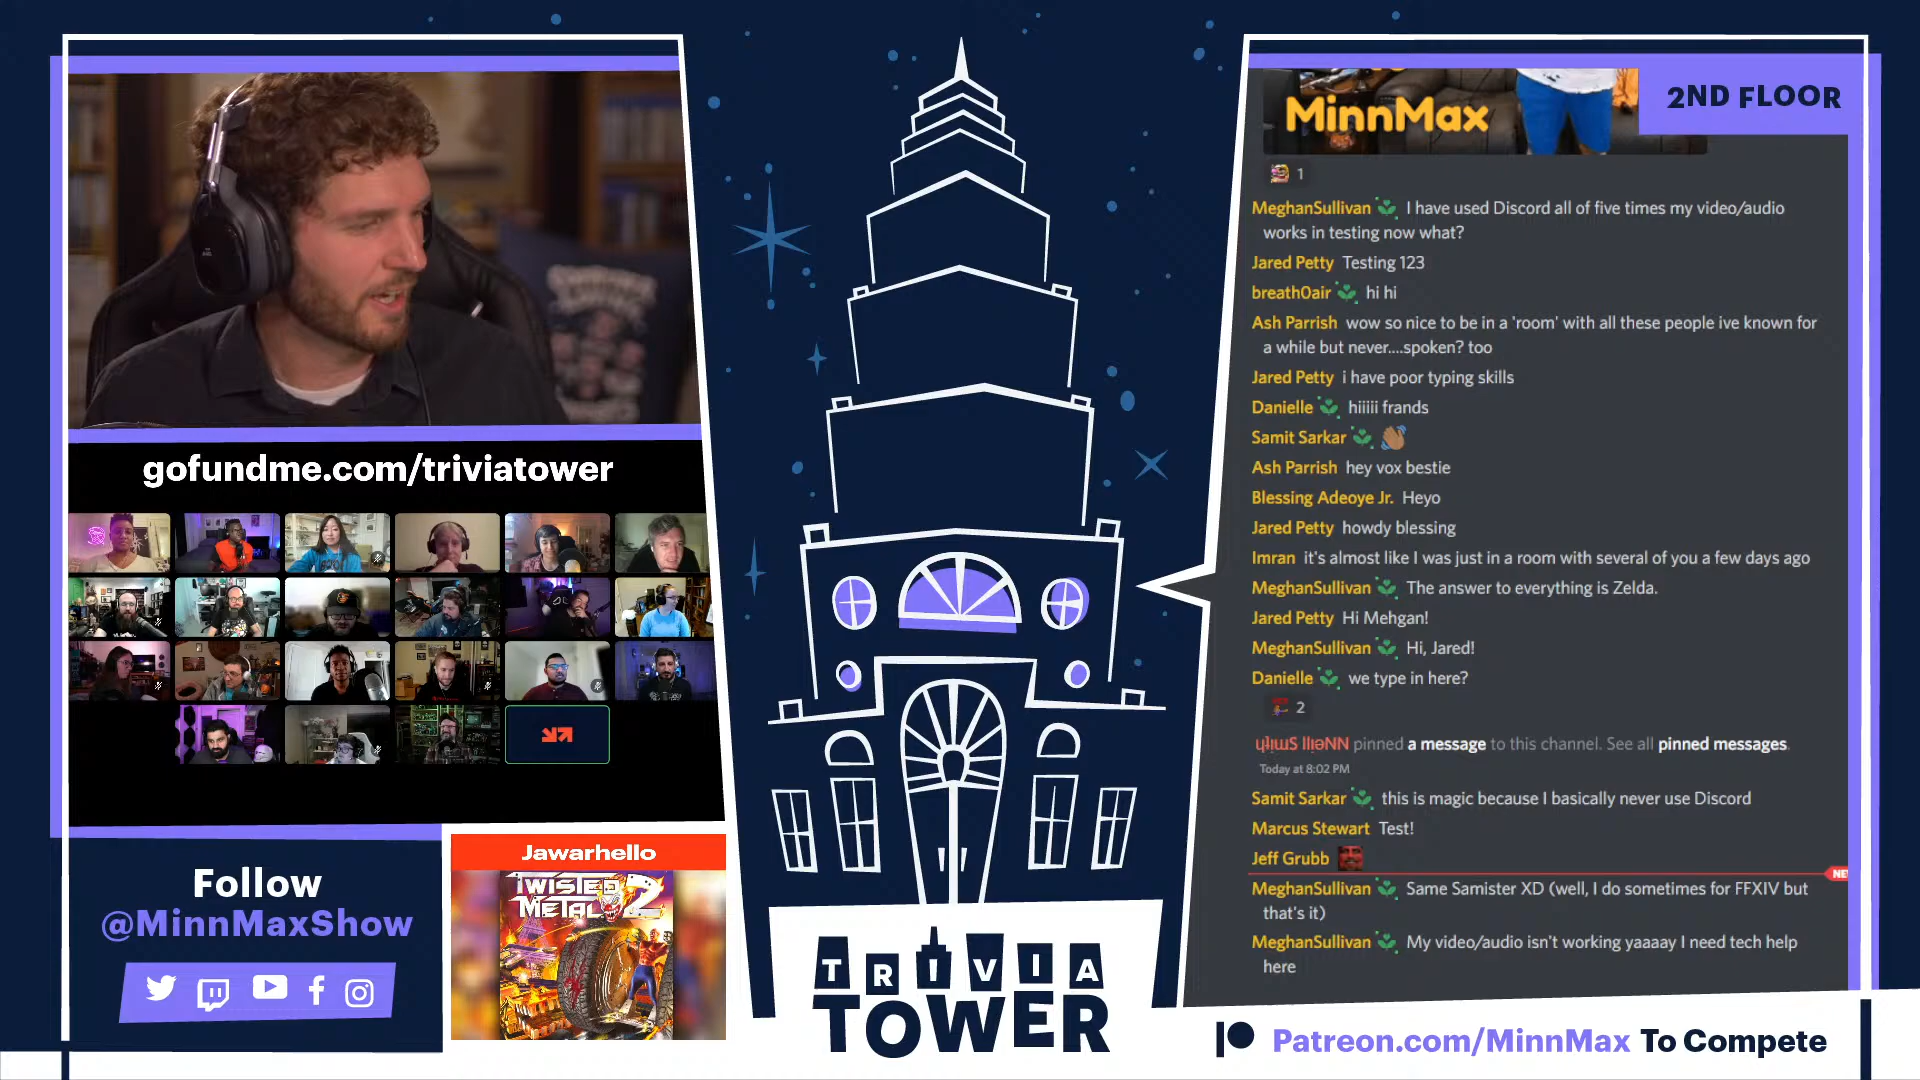 gofundme.com/triviatower
Follow
@MinnMaxShow
Jawarhello
TWISTED
METAL 2
TRIVIA
TOWER
MinnMax
2ND FLOOR
1
MeghanSullivan I have used Discord all of five times my video/audio
works in testing now what?
Jared Petty Testing 123
breath0air hi hi
Ash Parrish wow so nice to be in a 'room' with all these people ive known for
a while but never....spoken? too
Jared Petty i have poor typing skills
Danielle hiiiii frands
Samit Sarkar
Ash Parrish hey vox bestie
Blessing Adeoye Jr. Heyo
Jared Petty howdy blessing
Imran it's almost like I was just in a room with several of you a few days ago
MeghanSullivan The answer to everything is Zelda.
Jared Petty Hi Mehgan!
MeghanSullivan Hi, Jared!
Danielle we type in here?
2
pinned a message to this channel. See all pinned messages.
Today at 8:02 PM
Samit Sarkar this is magic because I basically never use Discord
Marcus Stewart Test!
Jeff Grubb
NE
MeghanSullivan Same Samister XD (well, I do sometimes for FFXIV but
that's it)
MeghanSullivan My video/audio isn't working yaaaay I need tech help
here
Patreon.com/MinnMax To Compete